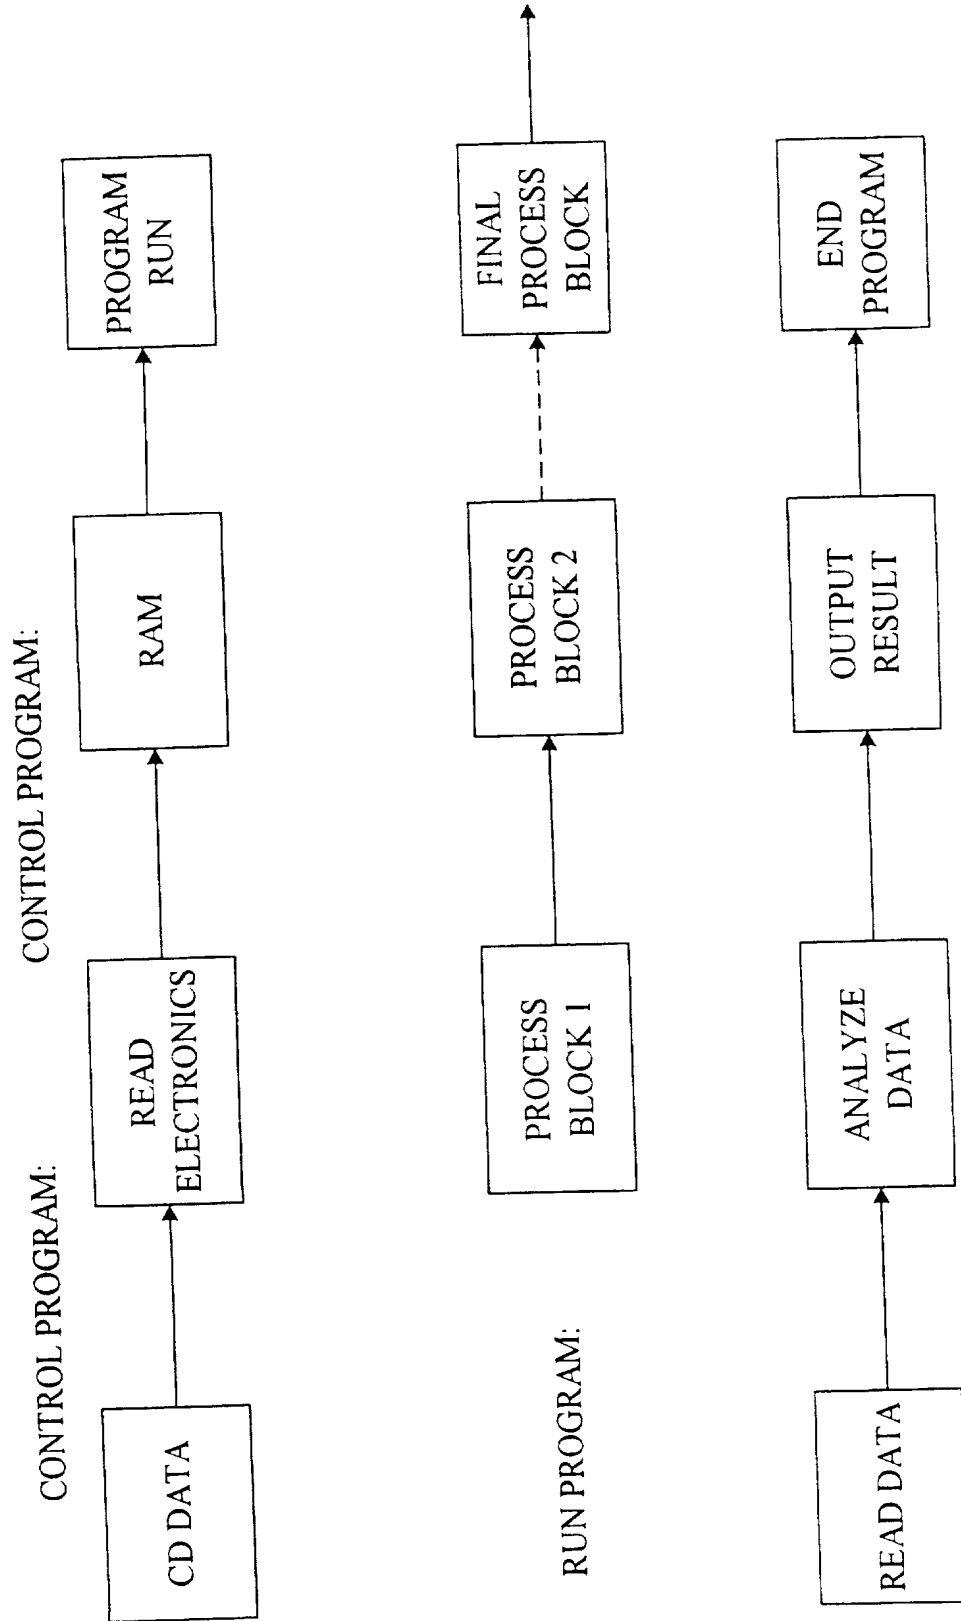 CONTROL PROGRAM:
CONTROL PROGRAM:
CD DATA
READ
ELECTRONICS
RAM
PROGRAM
RUN
RUN PROGRAM:
PROCESS
BLOCK 1
PROCESS
BLOCK 2
FINAL
PROCESS
BLOCK
READ DATA
ANALYZE
DATA
OUTPUT
RESULT
END
PROGRAM